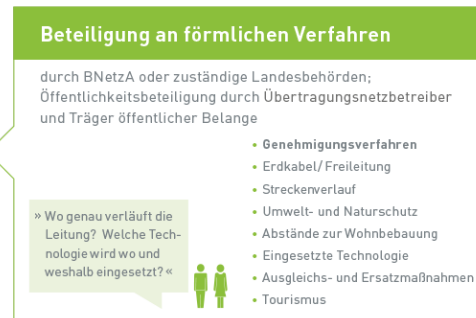 Beteiligung an förmlichen Verfahren
durch BNetzA oder zuständige Landesbehörden;
Öffentlichkeitsbeteiligung durch Übertragungsnetzbetreiber
und Träger öffentlicher Belange
• Genehmigungsverfahren
• Erdkabel/Freileitung
• Streckenverlauf
• Umwelt- und Naturschutz
• Abstände zur Wohnbebauung
• Eingesetzte Technologie
• Ausgleichs- und Ersatzmaßnahmen
• Tourismus
» Wo genau verläuft die
Leitung? Welche Tech-
nologie wird wo und
weshalb eingesetzt? «